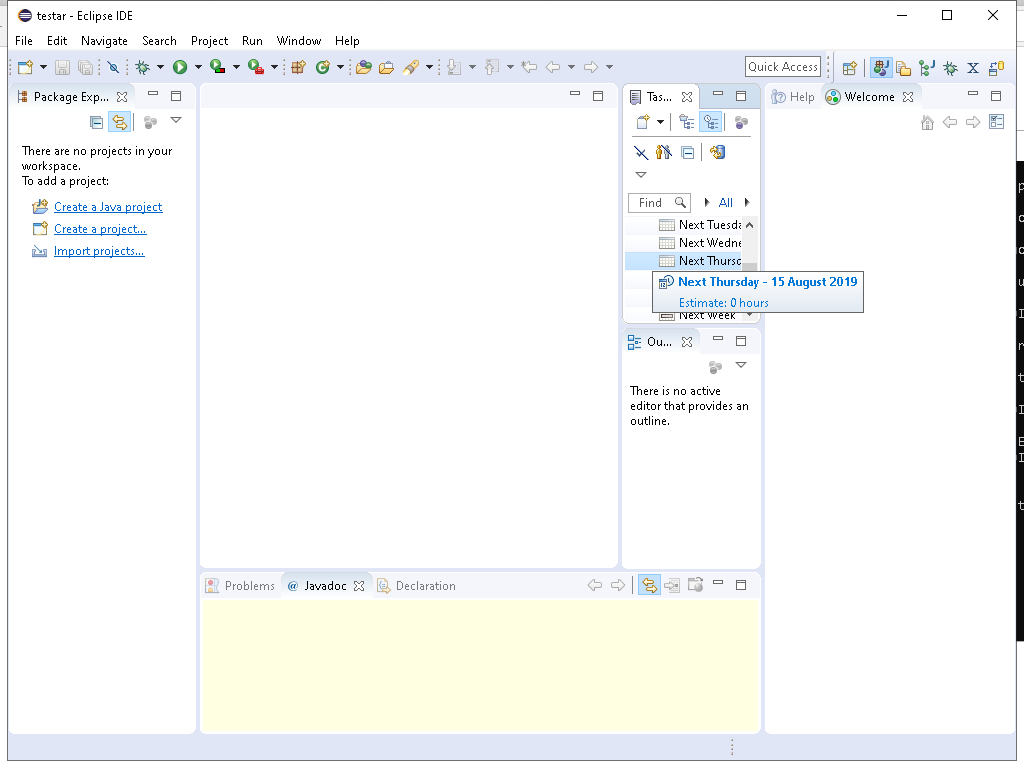 testar - Eclipse IDE
File Edit Navigate Search Project Run Window Help
Quick Access
Package Exp...
There are no projects in your
workspace.
To add a project:
Create a Java project
Create a project...
Import projects...
Tas...
Find
All
Next Tuesda
Next Wedne
Next Thursd
Next Thursday - 15 August 2019
Estimate: 0 hours
Next Week
Ou...
There is no active
editor that provides an
outline.
Help Welcome
Problems @ Javadoc Declaration